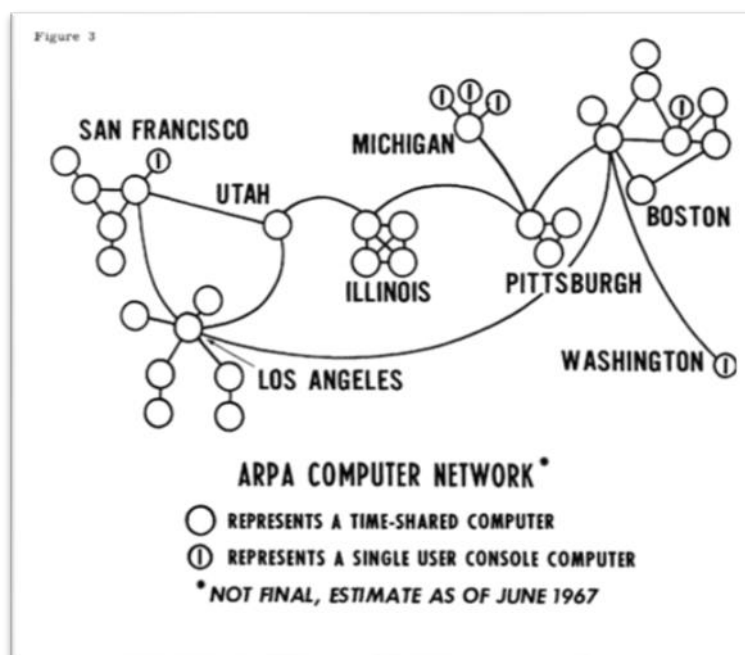 Figure 3
SAN FRANCISCO
MICHIGAN
UTAH
BOSTON
ILLINOIS
PITTSBURGH
WASHINGTON
LOS ANGELES
ARPA COMPUTER NETWORK*
REPRESENTS A TIME-SHARED COMPUTER
REPRESENTS A SINGLE USER CONSOLE COMPUTER
*NOT FINAL, ESTIMATE AS OF JUNE 1967